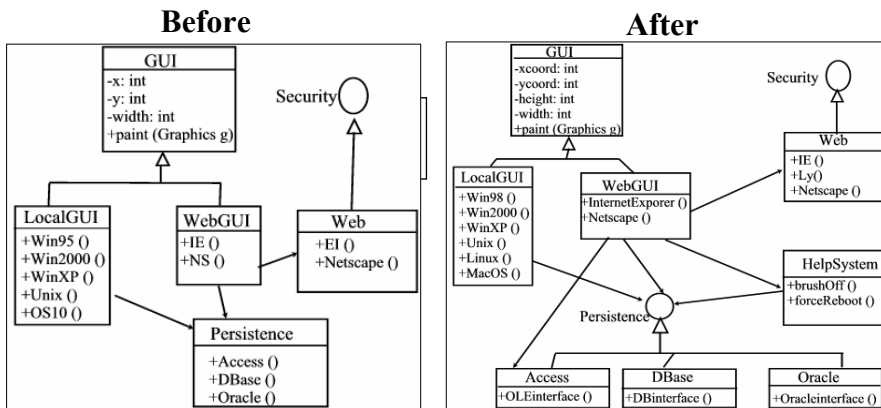 Before
GUI
-x: int
-y: int
-width: int
+paint (Graphics g)
Security
LocalGUI
+Win95 ()
+Win2000 ()
+WinXP ()
+Unix ()
+OS10 ()
WebGUI
+IE ()
+NS ()
Web
+EI ()
+Netscape ()
Persistence
+Access ()
+DBase ()
+Oracle ()
After
GUI
-xcoord: int
-ycoord: int
-height: int
-width: int
+paint (Graphics g)
Security
Web
+IE ()
+Ly()
+Netscape ()
LocalGUI
+Win98 ()
+Win2000 ()
+WinXP ()
+Unix ()
+Linux ()
+MacOS ()
WebGUI
+InternetExporer ()
+Netscape ()
HelpSystem
+brushOff ()
+forceReboot ()
Persistence
Access
+OLEinterface ()
DBase
+DBinterface ()
Oracle
+Oracleinterface ()